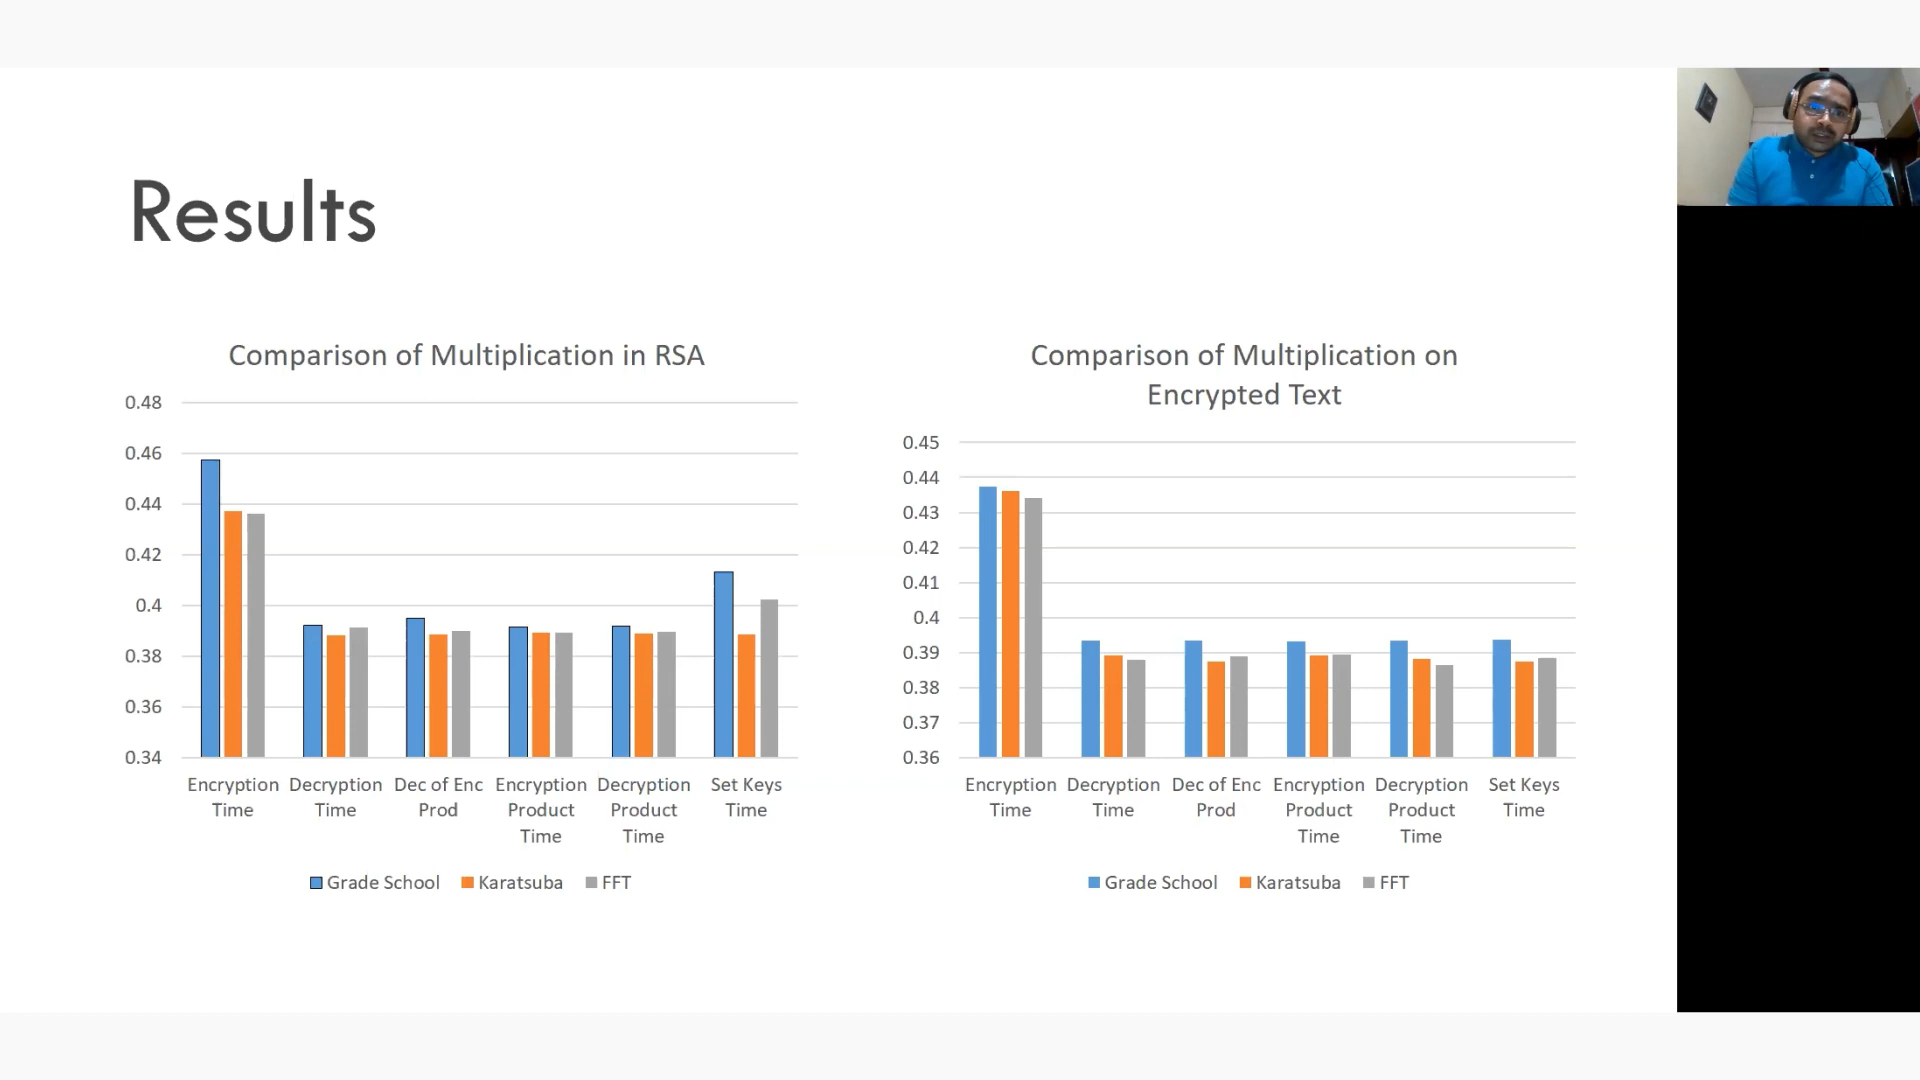 Results
Comparison of Multiplication in RSA
0.48
0.46
0.44
0.42
0.4
0.38
0.36
0.34
Encryption Time
Decryption Time
Dec of Enc Prod
Encryption Product Time
Decryption Product Time
Set Keys Time
Grade School
Karatsuba
FFT
Comparison of Multiplication on
Encrypted Text
0.45
0.44
0.43
0.42
0.41
0.4
0.39
0.38
0.37
0.36
Encryption Time
Decryption Time
Dec of Enc Prod
Encryption Product Time
Decryption Product Time
Set Keys Time
Grade School
Karatsuba
FFT